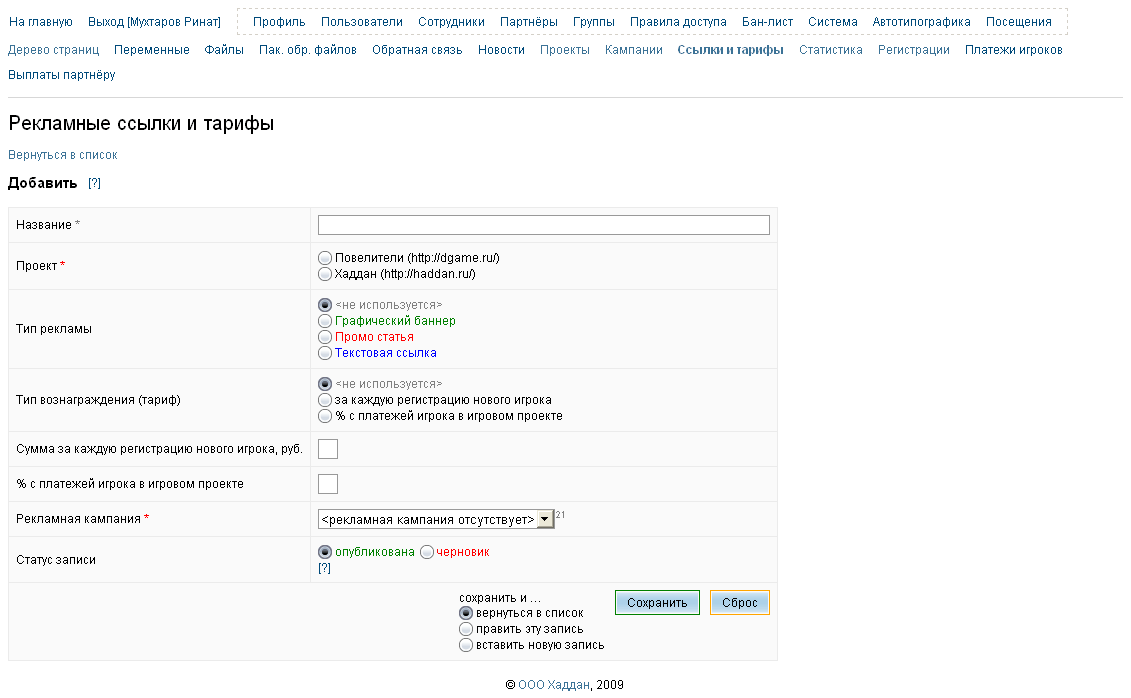 На главную Выход [Мухтаров Ринат] Профиль Пользователи Сотрудники Партнёры Группы Правила доступа Бан-лист Система Автотипографика Посещения
Дерево страниц Переменные Файлы Пак. обр. файлов Обратная связь Новости Проекты Кампании Ссылки и тарифы Статистика Регистрации Платежи игроков
Выплаты партнёру
Рекламные ссылки и тарифы
Вернуться в список
Добавить [?]
Название *
Проект *
Повелители (http://dgame.ru/)
Хаддан (http://haddan.ru/)
Тип рекламы
<не используется>
Графический баннер
Промо статья
Текстовая ссылка
Тип вознаграждения (тариф)
<не используется>
за каждую регистрацию нового игрока
% с платежей игрока в игровом проекте
Сумма за каждую регистрацию нового игрока, руб.
% с платежей игрока в игровом проекте
Рекламная кампания * <рекламная кампания отсутствует> 21
Статус записи
опубликована черновик
[?]
сохранить и ...
вернуться в список
править эту запись
вставить новую запись
Сохранить Сброс
© ООО Хаддан, 2009